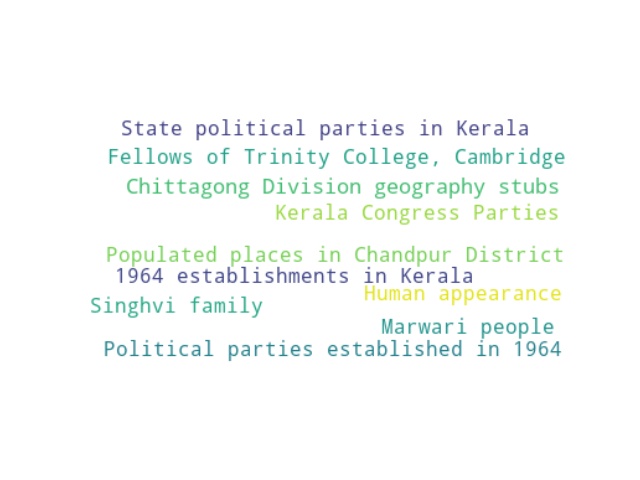 State political parties in Kerala
Fellows of Trinity College, Cambridge
Chittagong Division geography stubs
Kerala Congress Parties
Populated places in Chandpur District
1964 establishments in Kerala
Human appearance
Singhvi family
Marwari people
Political parties established in 1964